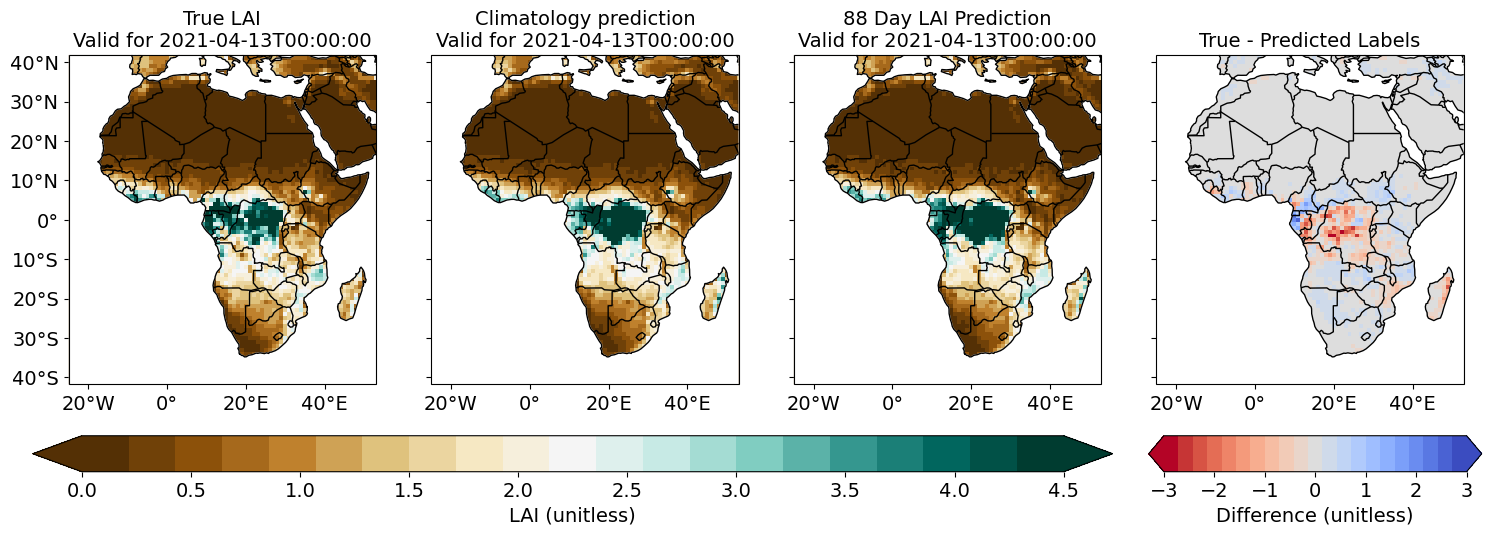 True LAI
Valid for 2021-04-13T00:00:00
Climatology prediction
Valid for 2021-04-13T00:00:00
88 Day LAI Prediction
Valid for 2021-04-13T00:00:00
True - Predicted Labels
40°N
30°N
20°N
10°N
0°
10°S
20°S
30°S
40°S
20°W 0° 20°E 40°E
20°W 0° 20°E 40°E
20°W 0° 20°E 40°E
20°W 0° 20°E 40°E
0.0 0.5 1.0 1.5 2.0 2.5 3.0 3.5 4.0 4.5
LAI (unitless)
−3 −2 −1 0 1 2 3
Difference (unitless)